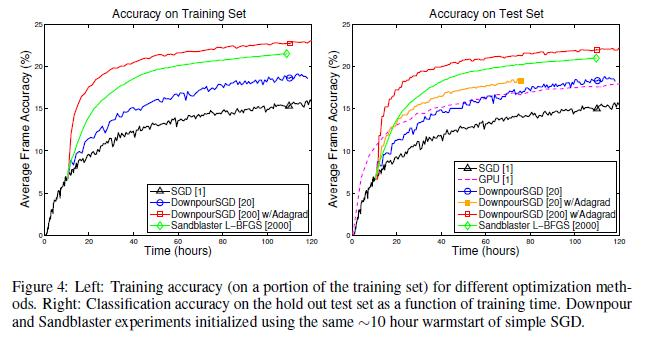 Accuracy on Training Set
25
20
15
10
5
0
Average Frame Accuracy (%)
0 20 40 60 80 100 120
Time (hours)
SGD [1]
DownpourSGD [20]
DownpourSGD [200] w/Adagrad
Sandblaster L−BFGS [2000]
Accuracy on Test Set
25
20
15
10
5
0
Average Frame Accuracy (%)
0 20 40 60 80 100 120
Time (hours)
SGD [1]
GPU [1]
DownpourSGD [20]
DownpourSGD [20] w/Adagrad
DownpourSGD [200] w/Adagrad
Sandblaster L−BFGS [2000]
Figure 4: Left: Training accuracy (on a portion of the training set) for different optimization meth-
ods. Right: Classification accuracy on the hold out test set as a function of training time. Downpour
and Sandblaster experiments initialized using the same ∼10 hour warmstart of simple SGD.